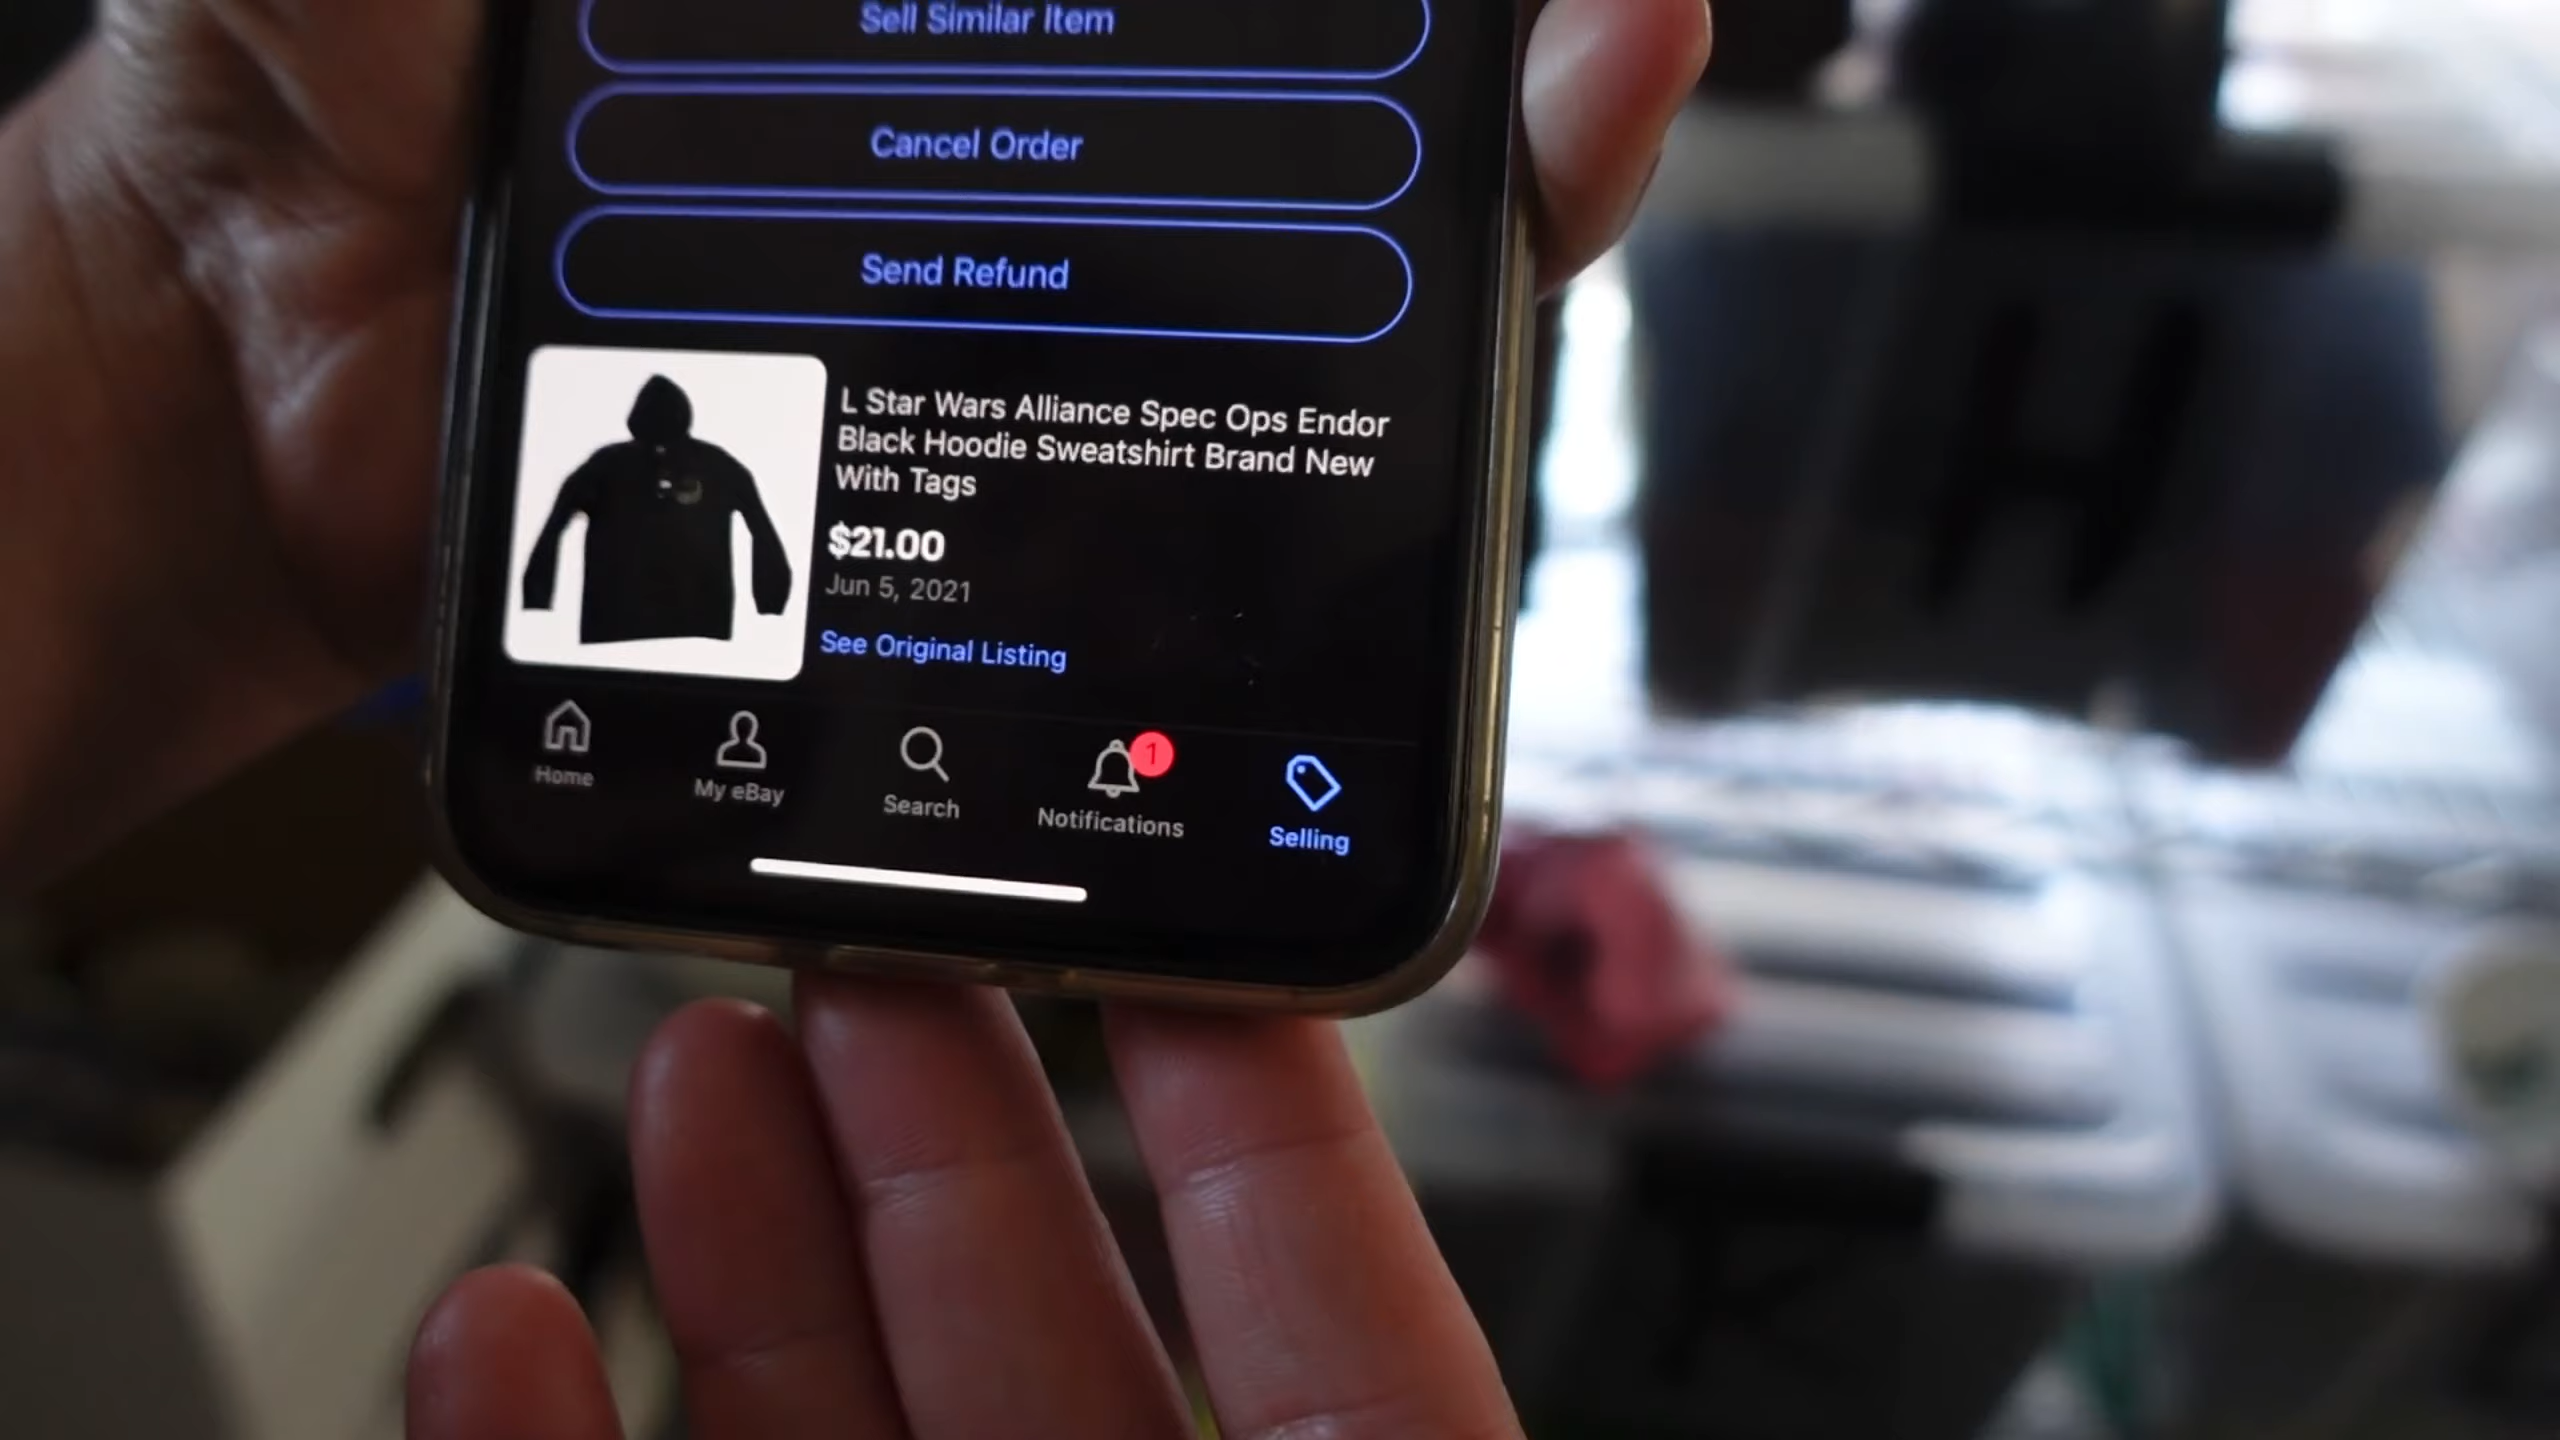 Sell Similar Item
Cancel Order
Send Refund
L Star Wars Alliance Spec Ops Endor
Black Hoodie Sweatshirt Brand New
With Tags
$21.00
Jun 5, 2021
See Original Listing
Home
My eBay
Search
1
Notifications
Selling